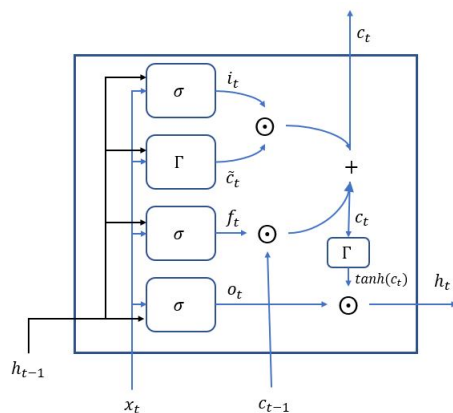 c_t
σ i_t
⊙
Γ c̃_t
+
σ f_t ⊙ c_t
Γ
tanh(c_t)
σ o_t ⊙ h_t
h_{t−1}
x_t c_{t−1}